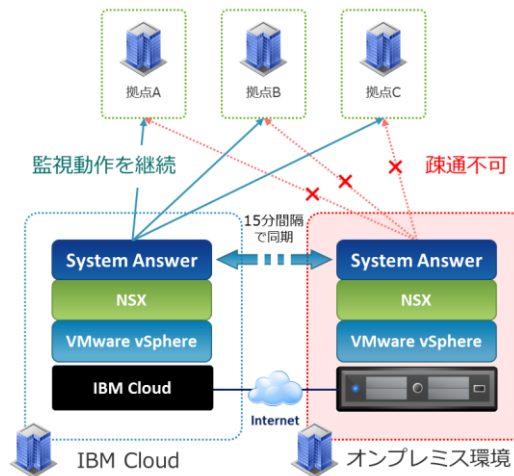 拠点A
拠点B
拠点C
監視動作を継続
疎通不可
15分間隔
で同期
System Answer
System Answer
NSX
NSX
VMware vSphere
VMware vSphere
IBM Cloud
Internet
IBM Cloud
オンプレミス環境